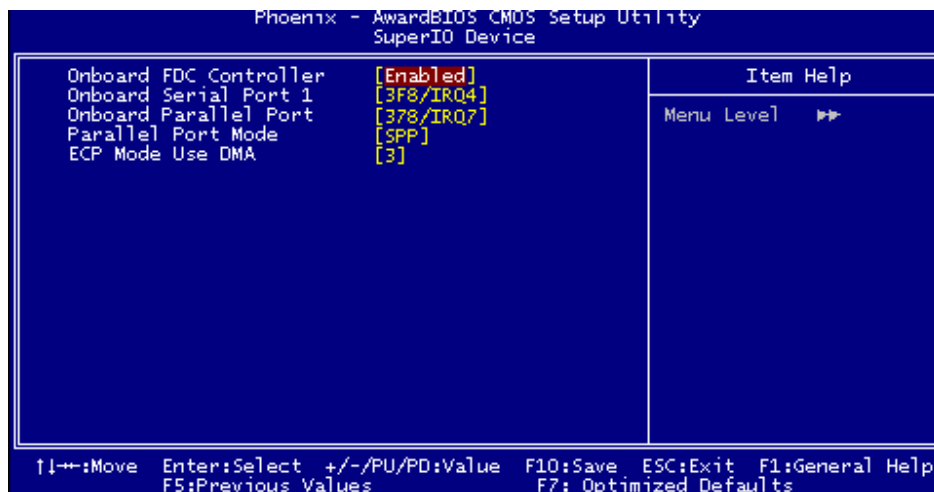 Phoenix - AwardBIOS CMOS Setup Utility
SuperIO Device
Onboard FDC Controller [Enabled]
Onboard Serial Port 1 [3F8/IRQ4]
Onboard Parallel Port [378/IRQ7]
Parallel Port Mode [SPP]
ECP Mode Use DMA [3]
Item Help
Menu Level ▶▶
↑↓→←:Move Enter:Select +/-/PU/PD:Value F10:Save ESC:Exit F1:General Help
F5:Previous Values F7: Optimized Defaults